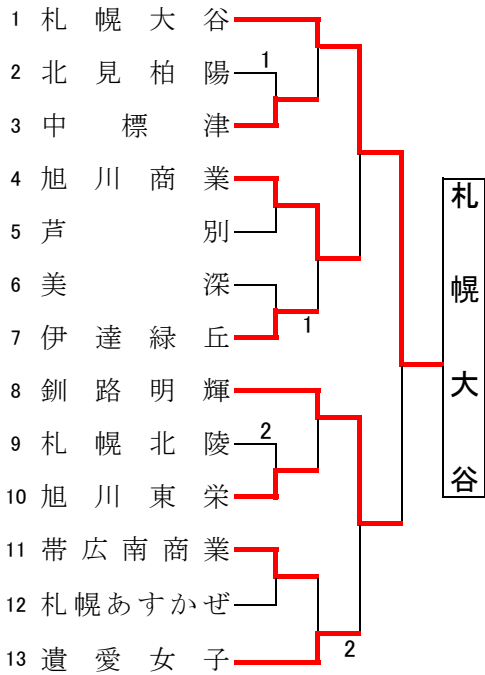 1 札幌大谷
2 北見柏陽
1
3 中標津
4 旭川商業
5 芦別
6 美深
7 伊達緑丘
1
8 釧路明輝
9 札幌北陵
2
10 旭川東栄
11 帯広南商業
12 札幌あすかぜ
13 遺愛女子
2
札幌大谷